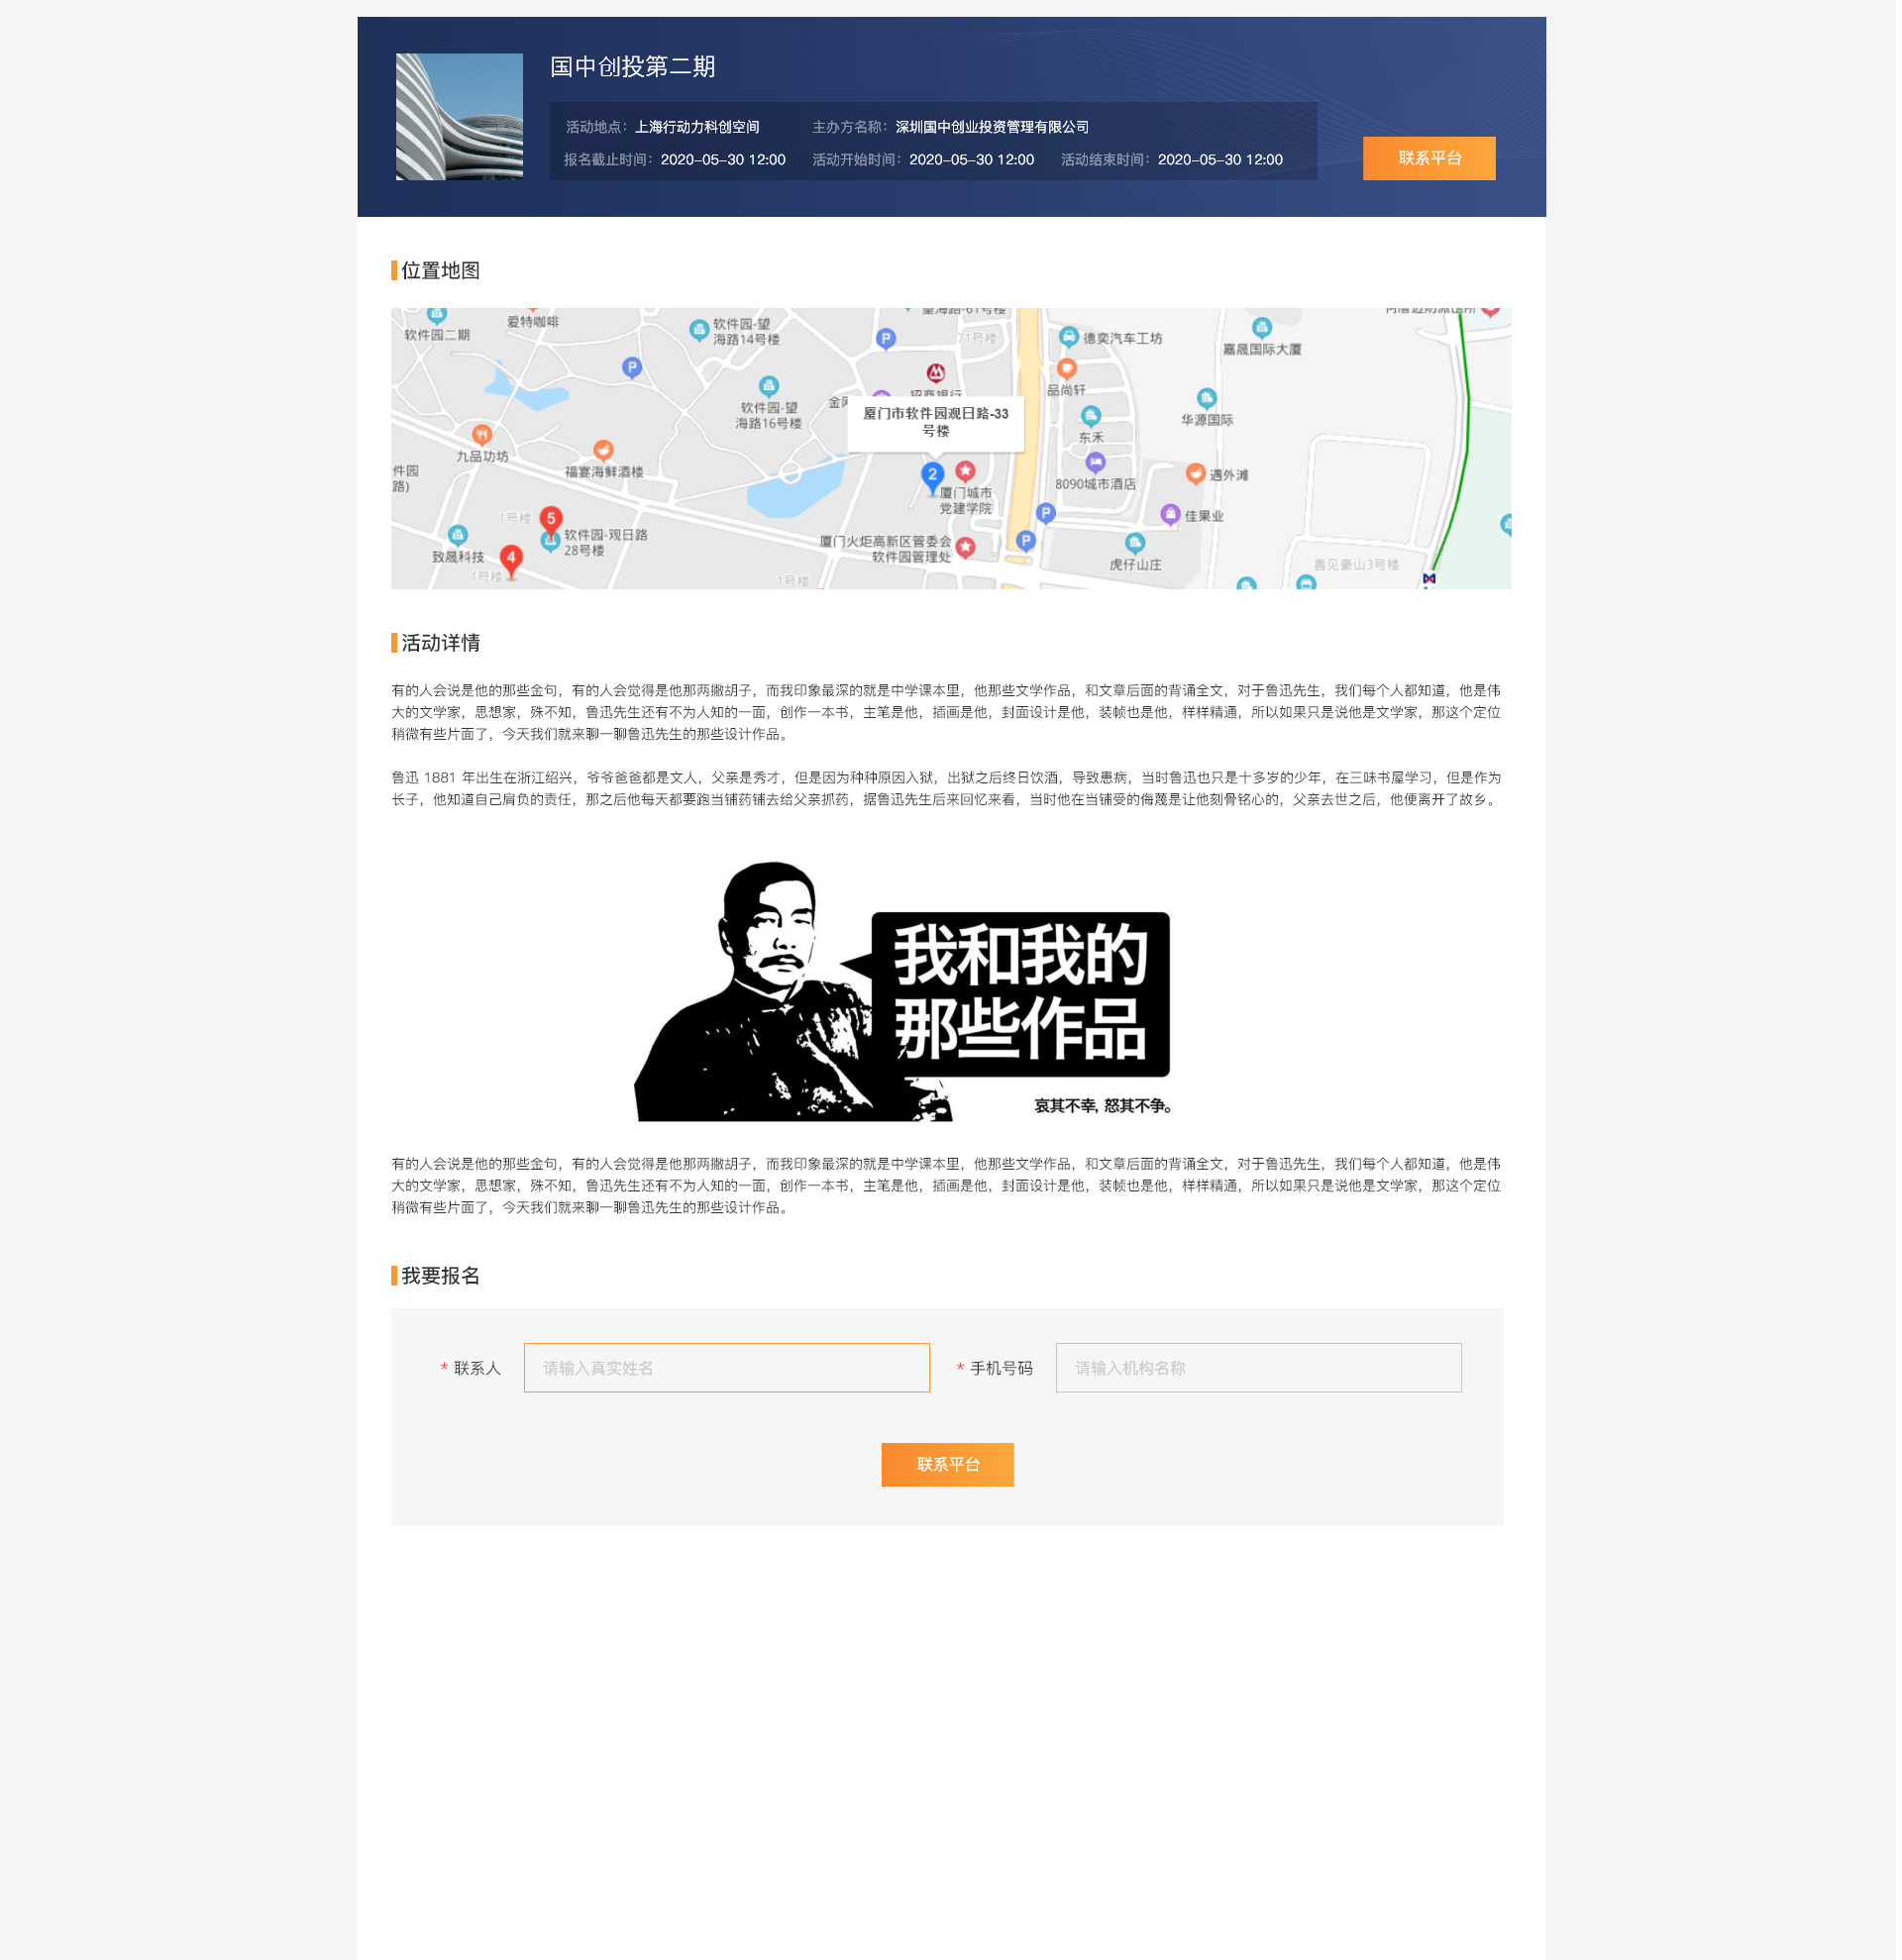 国中创投第二期
活动地点：上海行动力科创空间 主办方名称：深圳国中创业投资管理有限公司
报名截止时间：2020-05-30 12:00 活动开始时间：2020-05-30 12:00 活动结束时间：2020-05-30 12:00
联系平台
位置地图
软件园二期
爱特咖啡
软件园-望
海路14号楼
71号楼
德奕汽车工坊
嘉晟国际大厦
品尚轩
软件园-望
海路16号楼
厦门市软件园观日路-33
号楼
华源国际
东禾
九品功坊
福宴海鲜酒楼
件园
路)
2
厦门城市
党建学院
8090城市酒店
遇外滩
佳果业
1号楼
5
软件园-观日路
28号楼
致晟科技
4
1号楼
厦门火炬高新区管委会
软件园管理处
虎仔山庄
善见豪山3号楼
1号楼
活动详情
有的人会说是他的那些金句，有的人会觉得是他那两撇胡子，而我印象最深的就是中学课本里，他那些文学作品，和文章后面的背诵全文，对于鲁迅先生，我们每个人都知道，他是伟
大的文学家，思想家，殊不知，鲁迅先生还有不为人知的一面，创作一本书，主笔是他，插画是他，封面设计是他，装帧也是他，样样精通，所以如果只是说他是文学家，那这个定位
稍微有些片面了，今天我们就来聊一聊鲁迅先生的那些设计作品。
鲁迅 1881 年出生在浙江绍兴，爷爷爸爸都是文人，父亲是秀才，但是因为种种原因入狱，出狱之后终日饮酒，导致患病，当时鲁迅也只是十多岁的少年，在三味书屋学习，但是作为
长子，他知道自己肩负的责任，那之后他每天都要跑当铺药铺去给父亲抓药，据鲁迅先生后来回忆来看，当时他在当铺受的侮蔑是让他刻骨铭心的，父亲去世之后，他便离开了故乡。
我和我的
那些作品
哀其不幸, 怒其不争。
有的人会说是他的那些金句，有的人会觉得是他那两撇胡子，而我印象最深的就是中学课本里，他那些文学作品，和文章后面的背诵全文，对于鲁迅先生，我们每个人都知道，他是伟
大的文学家，思想家，殊不知，鲁迅先生还有不为人知的一面，创作一本书，主笔是他，插画是他，封面设计是他，装帧也是他，样样精通，所以如果只是说他是文学家，那这个定位
稍微有些片面了，今天我们就来聊一聊鲁迅先生的那些设计作品。
我要报名
* 联系人 请输入真实姓名 * 手机号码 请输入机构名称
联系平台